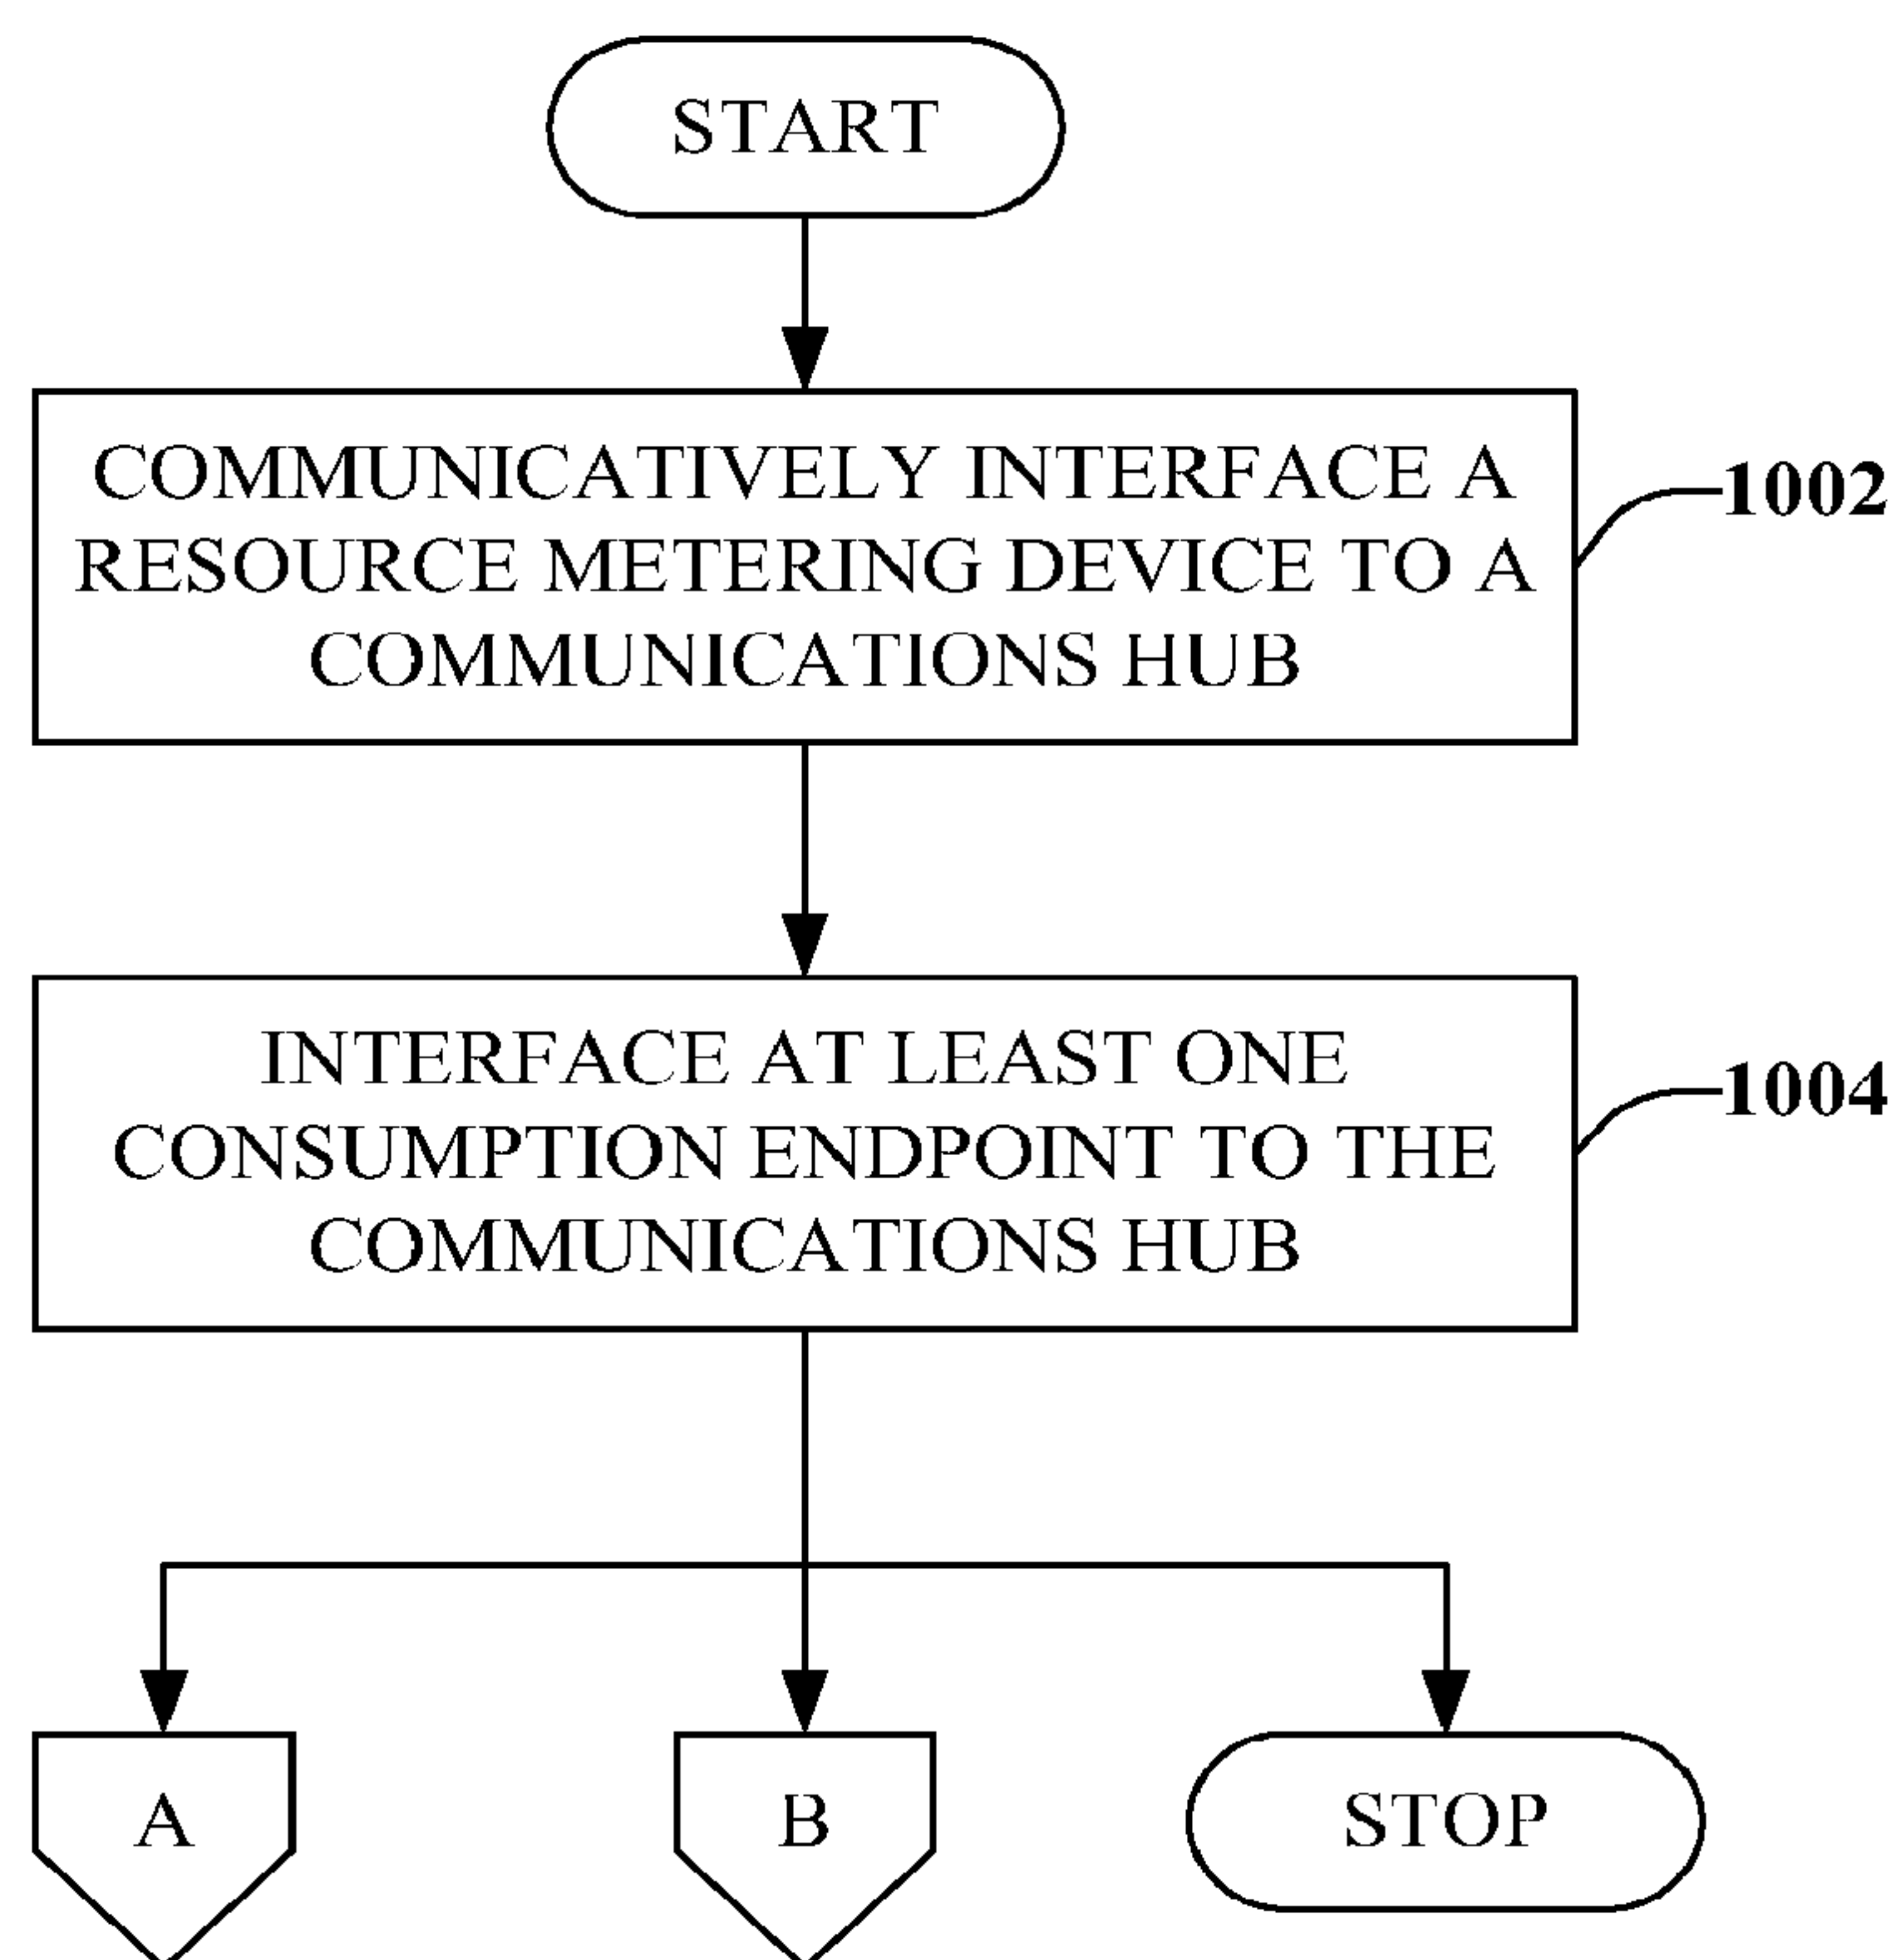 START
COMMUNICATIVELY INTERFACE A
RESOURCE METERING DEVICE TO A
COMMUNICATIONS HUB
1002
INTERFACE AT LEAST ONE
CONSUMPTION ENDPOINT TO THE
COMMUNICATIONS HUB
1004
A
B
STOP